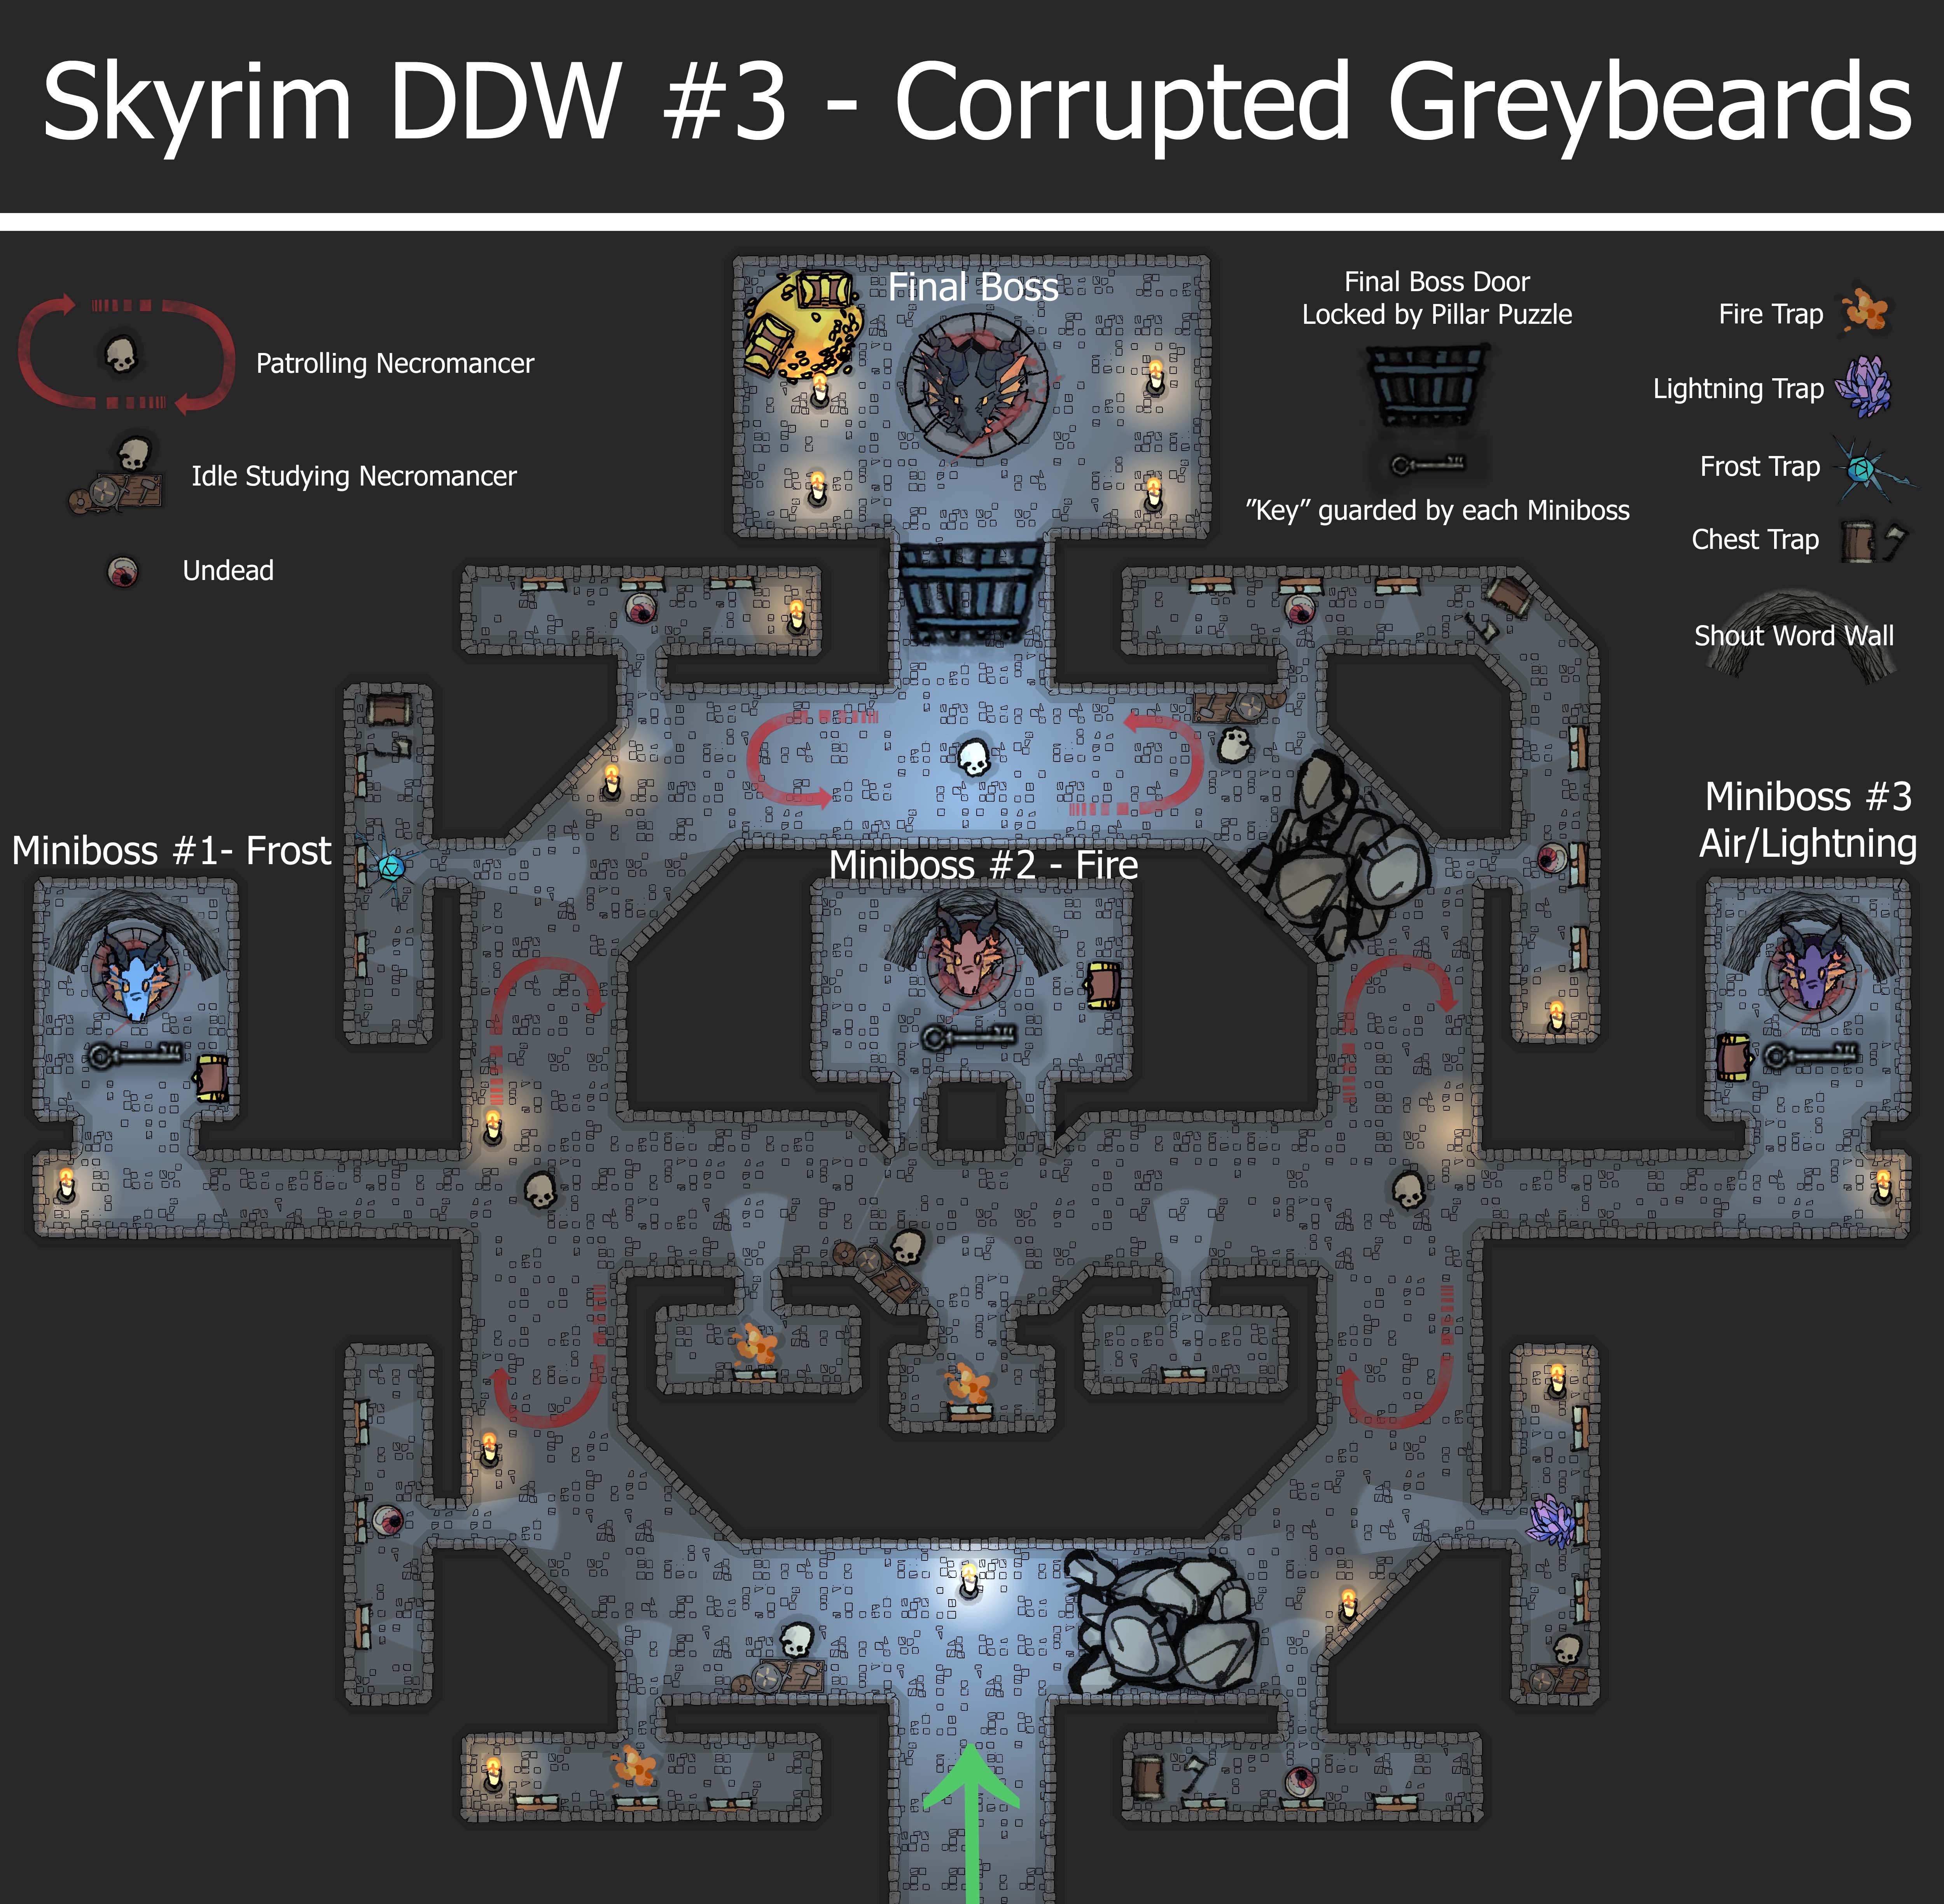 Skyrim DDW #3 - Corrupted Greybeards
Final Boss
Patrolling Necromancer
Idle Studying Necromancer
Undead
Final Boss Door
Locked by Pillar Puzzle
"Key" guarded by each Miniboss
Fire Trap
Lightning Trap
Frost Trap
Chest Trap
Shout Word Wall
Miniboss #1- Frost
Miniboss #2 - Fire
Miniboss #3
Air/Lightning